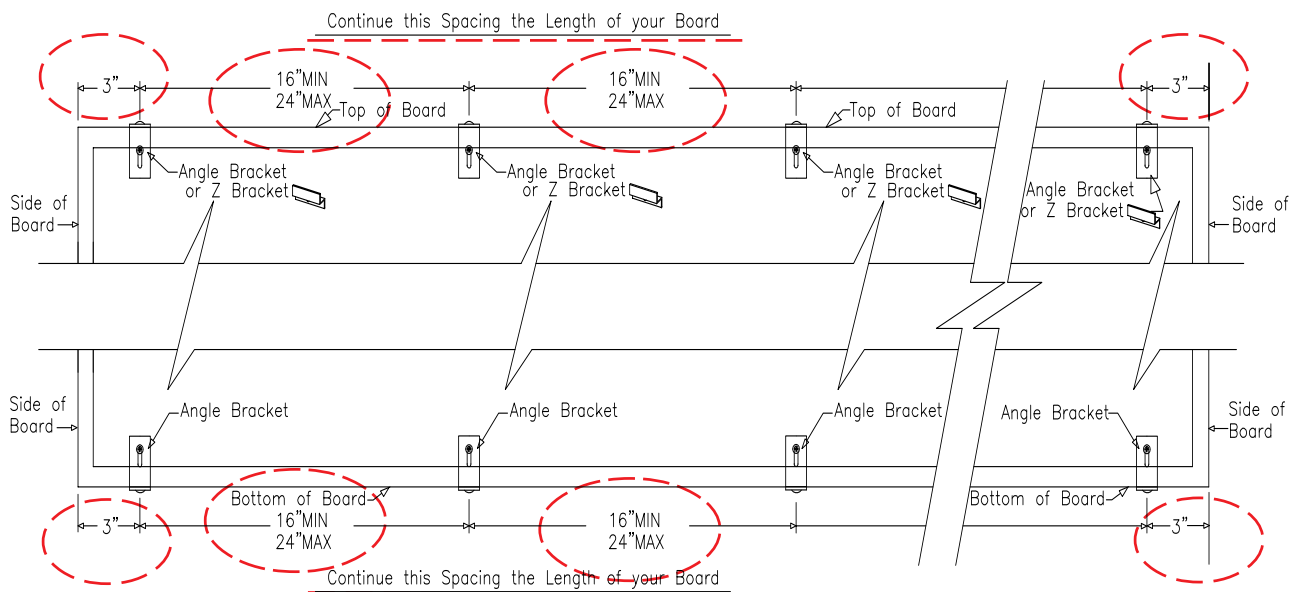 Continue this Spacing the Length of your Board
3”
16”MIN
24”MAX
16”MIN
24”MAX
3”
Top of Board
Top of Board
Angle Bracket
or Z Bracket
Angle Bracket
or Z Bracket
Angle Bracket
or Z Bracket
Angle Bracket
or Z Bracket
Side of
Board
Side of
Board
Side of
Board
Angle Bracket
Angle Bracket
Angle Bracket
Angle Bracket
Side of
Board
Bottom of Board
Bottom of Board
3”
16”MIN
24”MAX
16”MIN
24”MAX
3”
Continue this Spacing the Length of your Board